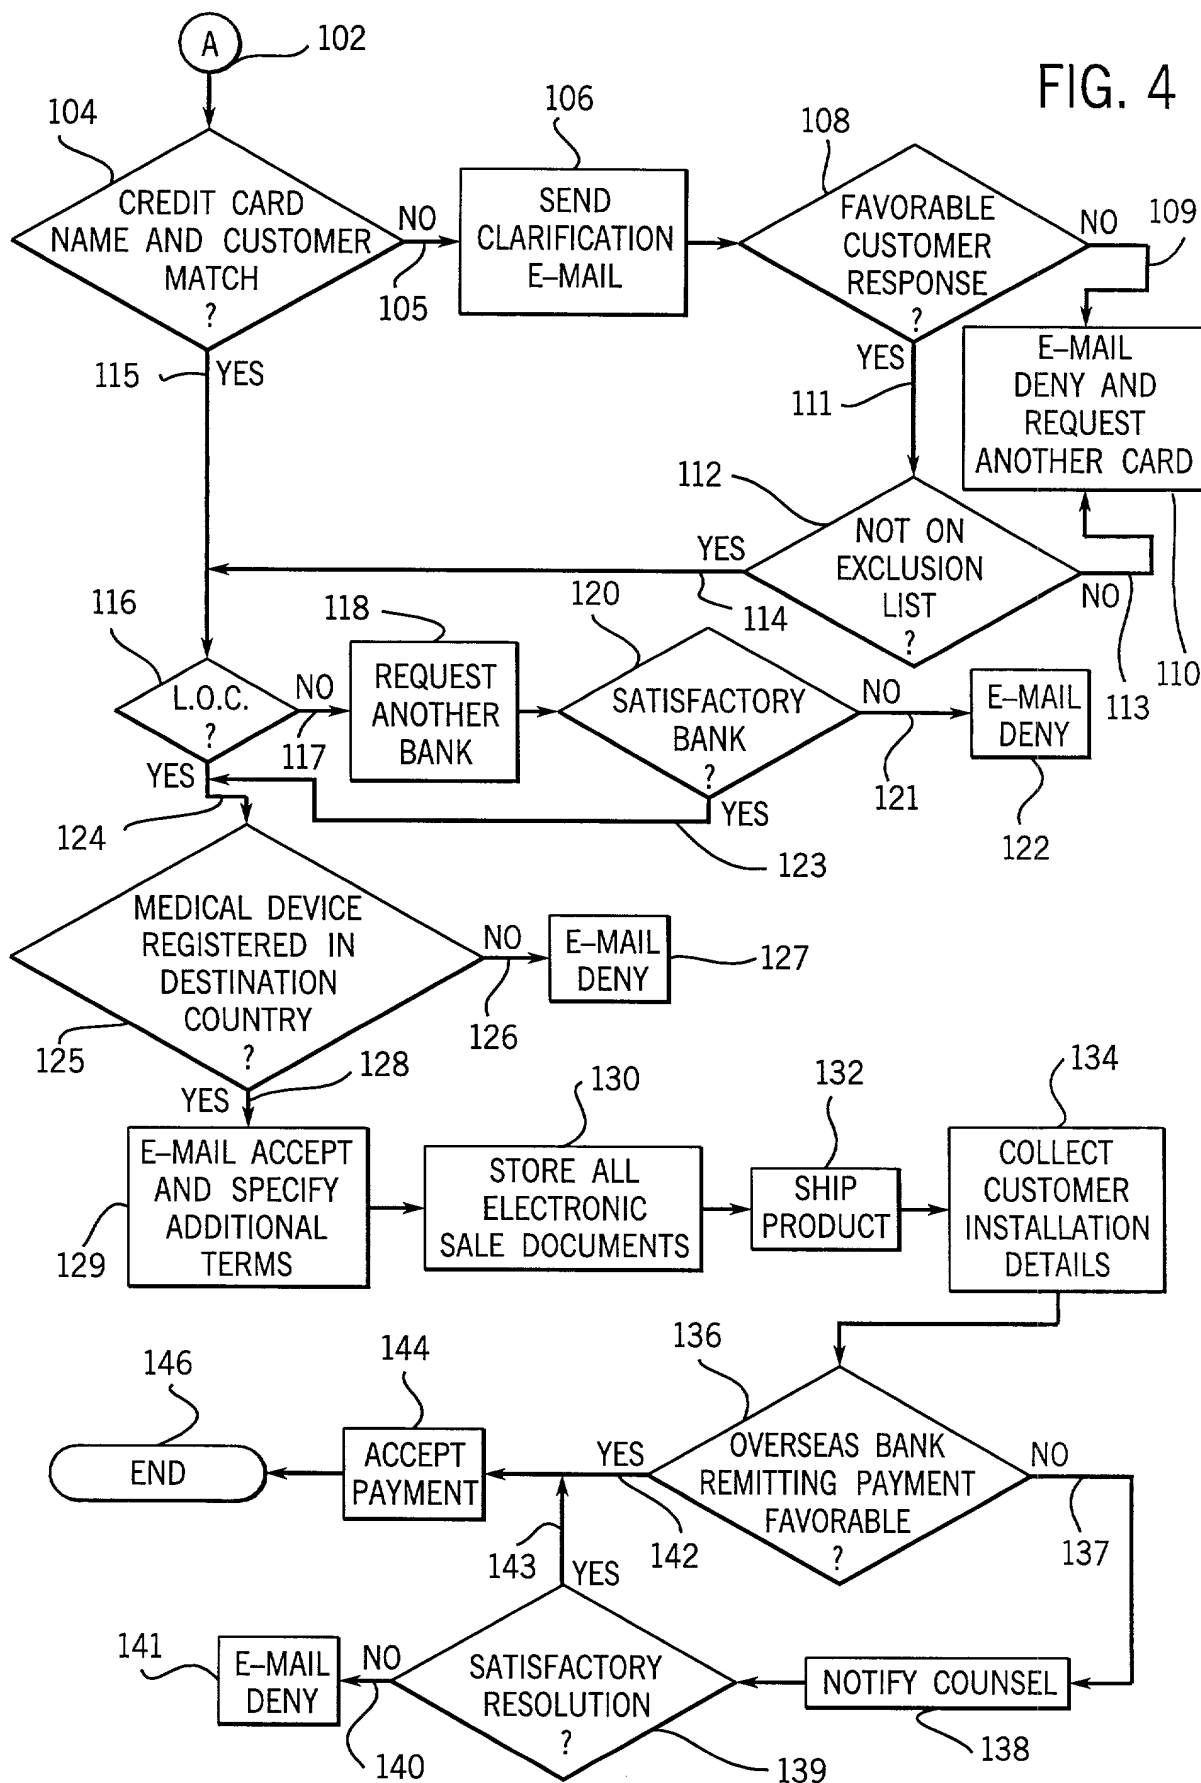 FIG. 4
A
102
104
CREDIT CARD
NAME AND CUSTOMER
MATCH
?
NO
105
YES
115
106
SEND
CLARIFICATION
E-MAIL
108
FAVORABLE
CUSTOMER
RESPONSE
?
NO
109
YES
111
E-MAIL
DENY AND
REQUEST
ANOTHER CARD
110
112
NOT ON
EXCLUSION
LIST
?
YES
114
NO
113
116
L.O.C.
?
NO
117
YES
124
118
REQUEST
ANOTHER
BANK
120
SATISFACTORY
BANK
?
NO
121
YES
123
E-MAIL
DENY
122
MEDICAL DEVICE
REGISTERED IN
DESTINATION
COUNTRY
?
125
NO
126
E-MAIL
DENY
127
YES
128
E-MAIL ACCEPT
AND SPECIFY
ADDITIONAL
TERMS
129
130
STORE ALL
ELECTRONIC
SALE DOCUMENTS
132
SHIP
PRODUCT
134
COLLECT
CUSTOMER
INSTALLATION
DETAILS
136
OVERSEAS BANK
REMITTING PAYMENT
FAVORABLE
?
YES
142
NO
137
144
ACCEPT
PAYMENT
146
END
143
YES
SATISFACTORY
RESOLUTION
?
139
NO
140
141
E-MAIL
DENY
NOTIFY COUNSEL
138